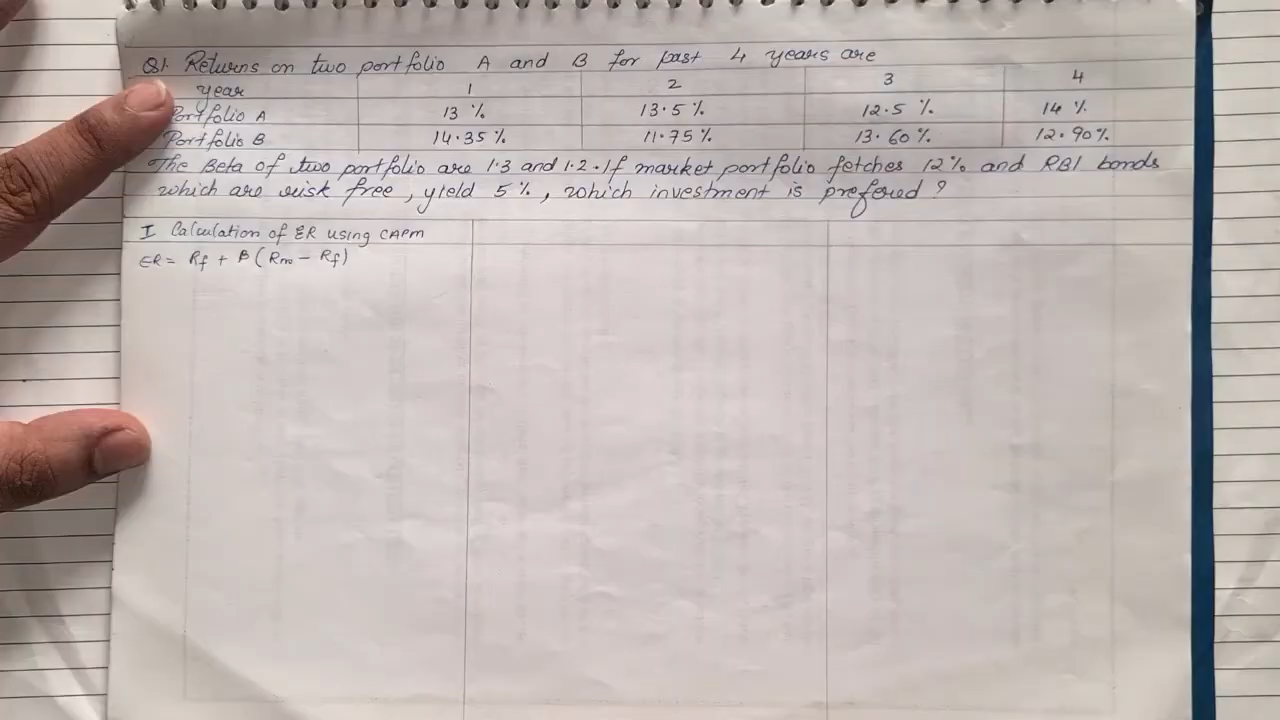 Q1. Returns on two portfolio A and B for past 4 years are
year 1 2 3 4
Portfolio A 13 % 13.5 % 12.5 % 14 %
Portfolio B 14.35 % 11.75 % 13.60 % 12.90 %
The Beta of two portfolio are 1.3 and 1.2. If market portfolio fetches 12% and RBI bonds
which are risk free, yield 5 %, which investment is prefored ?
I Calculation of ER using CAPM
ER = Rf + B (Rm - Rf)